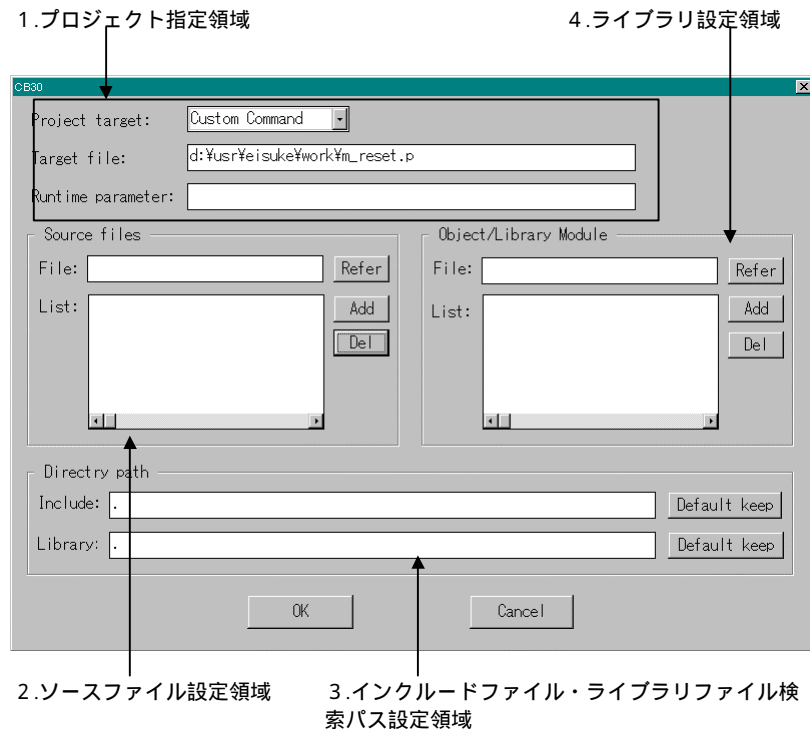 1.プロジェクト指定領域
4.ライブラリ設定領域
CB30
Project target: Custom Command
Target file: d:¥usr¥eisuke¥work¥m_reset.p
Runtime parameter:
Source files
File: Refer
List: Add
Del
Object/Library Module
File: Refer
List: Add
Del
Directry path
Include: . Default keep
Library: . Default keep
OK Cancel
2.ソースファイル設定領域
3.インクルードファイル・ライブラリファイル検
索パス設定領域